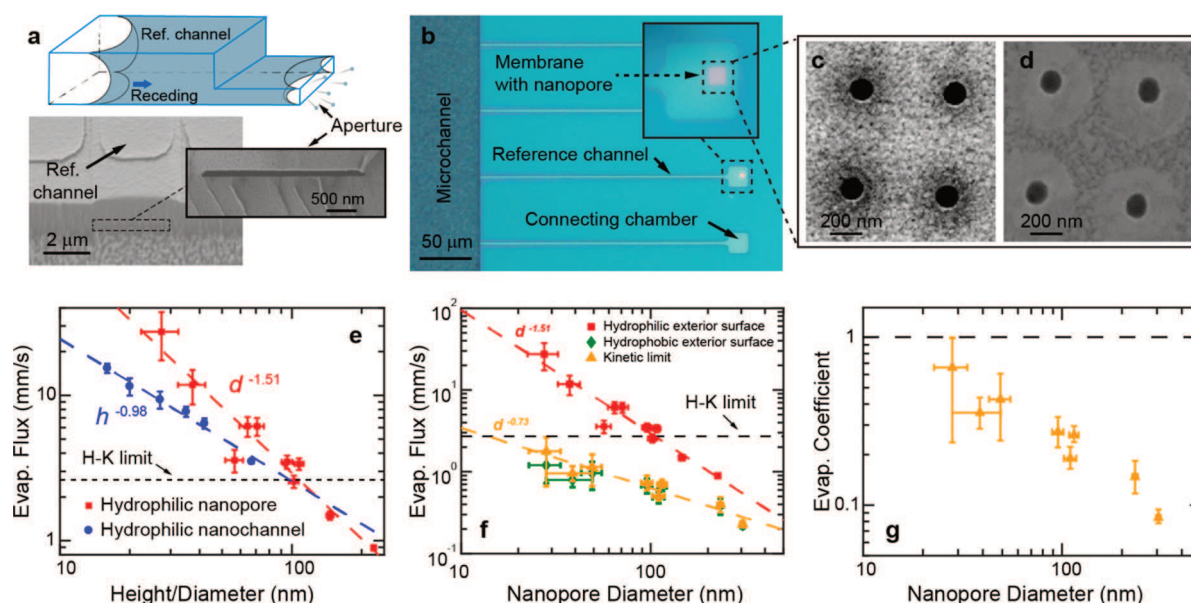 a
Ref. channel
Receding
Aperture
Ref.
channel
500 nm
2 μm
b
Microchannel
Membrane
with nanopore
Reference channel
Connecting chamber
50 μm
c
200 nm
d
200 nm
e
Evap. Flux (mm/s)
10
1
d -1.51
h -0.98
H-K limit
Hydrophilic nanopore
Hydrophilic nanochannel
10
100
Height/Diameter (nm)
f
Evap. Flux (mm/s)
10 2
10 1
10 0
10 -1
d -1.51
Hydrophilic exterior surface
Hydrophobic exterior surface
Kinetic limit
H-K limit
d -0.73
10
100
Nanopore Diameter (nm)
g
Evap. Coefficient
1
0.1
10
100
Nanopore Diameter (nm)